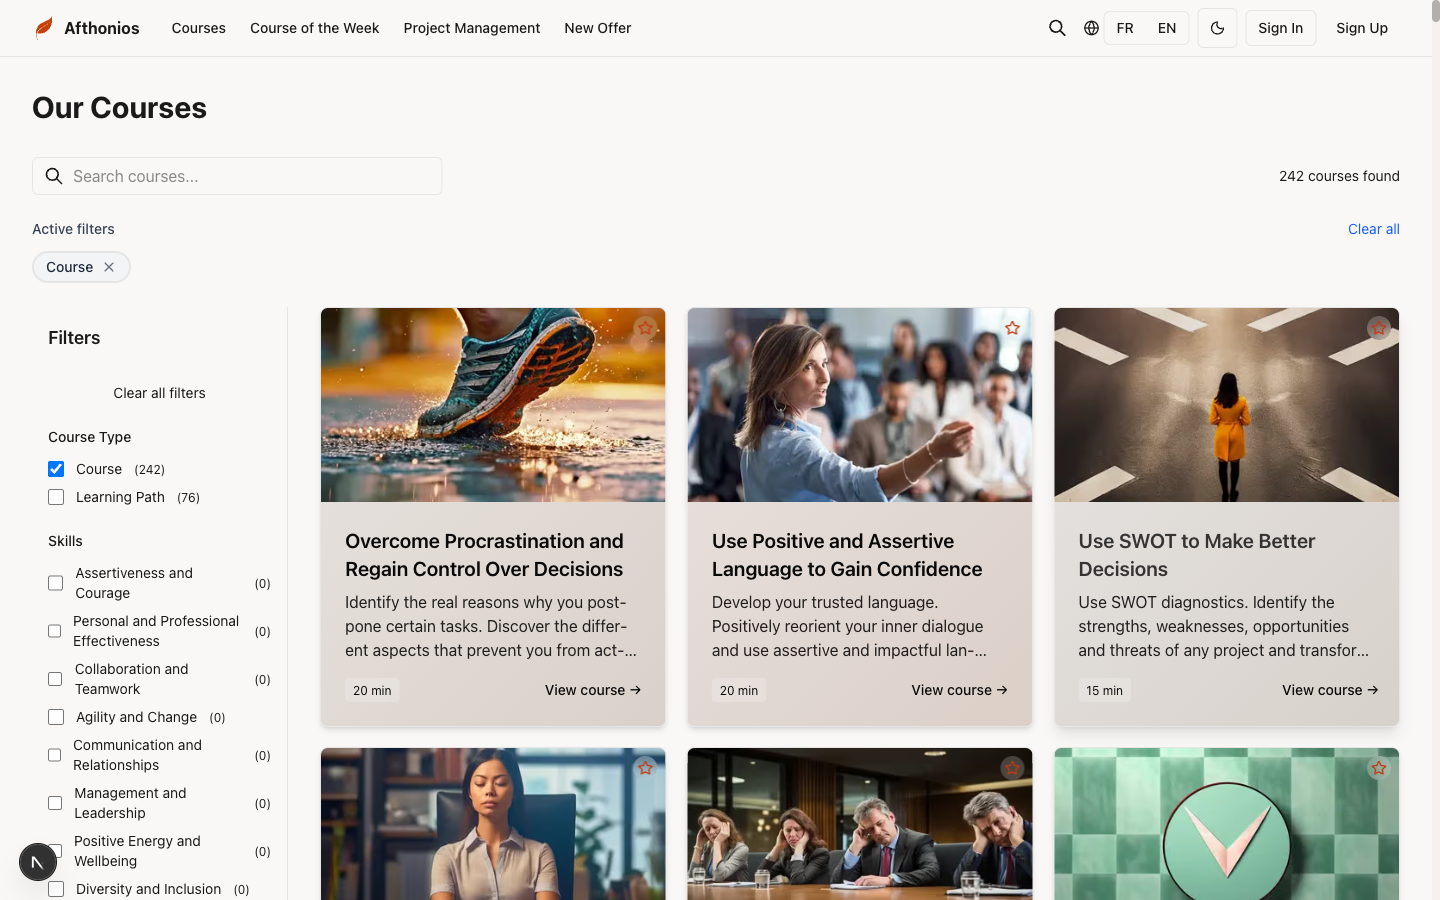 Afthonios
Courses
Course of the Week
Project Management
New Offer
FR
EN
Sign In
Sign Up
Our Courses
Search courses...
242 courses found
Active filters
Clear all
Course
Filters
Clear all filters
Course Type
Course (242)
Learning Path (76)
Skills
Assertiveness and
Courage (0)
Personal and Professional
Effectiveness (0)
Collaboration and
Teamwork (0)
Agility and Change (0)
Communication and
Relationships (0)
Management and
Leadership (0)
Positive Energy and
Wellbeing (0)
Diversity and Inclusion (0)
N
Overcome Procrastination and
Regain Control Over Decisions
Identify the real reasons why you post-
pone certain tasks. Discover the differ-
ent aspects that prevent you from act-...
20 min
View course →
Use Positive and Assertive
Language to Gain Confidence
Develop your trusted language.
Positively reorient your inner dialogue
and use assertive and impactful lan-...
20 min
View course →
Use SWOT to Make Better
Decisions
Use SWOT diagnostics. Identify the
strengths, weaknesses, opportunities
and threats of any project and transfor...
15 min
View course →